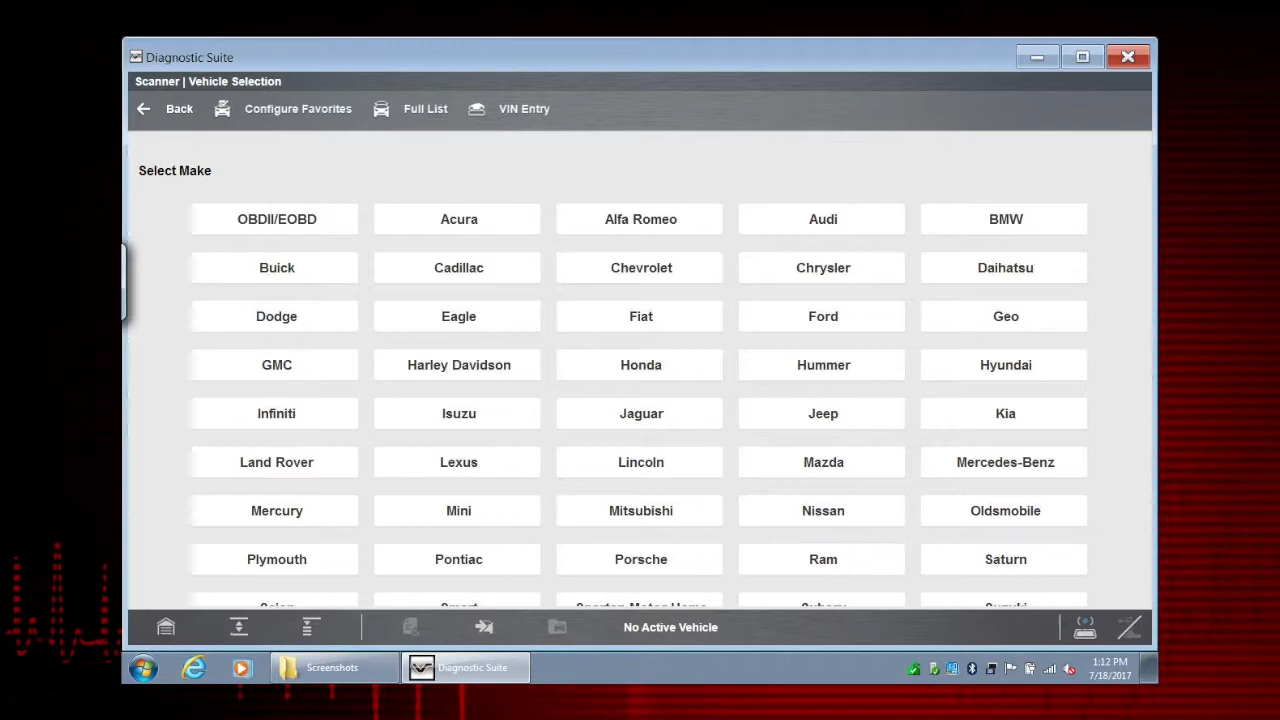 Diagnostic Suite
Scanner | Vehicle Selection
Back Configure Favorites Full List VIN Entry
Select Make
OBDII/EOBD Acura Alfa Romeo Audi BMW
Buick Cadillac Chevrolet Chrysler Daihatsu
Dodge Eagle Fiat Ford Geo
GMC Harley Davidson Honda Hummer Hyundai
Infiniti Isuzu Jaguar Jeep Kia
Land Rover Lexus Lincoln Mazda Mercedes-Benz
Mercury Mini Mitsubishi Nissan Oldsmobile
Plymouth Pontiac Porsche Ram Saturn
No Active Vehicle
Screenshots Diagnostic Suite 1:12 PM
7/18/2017